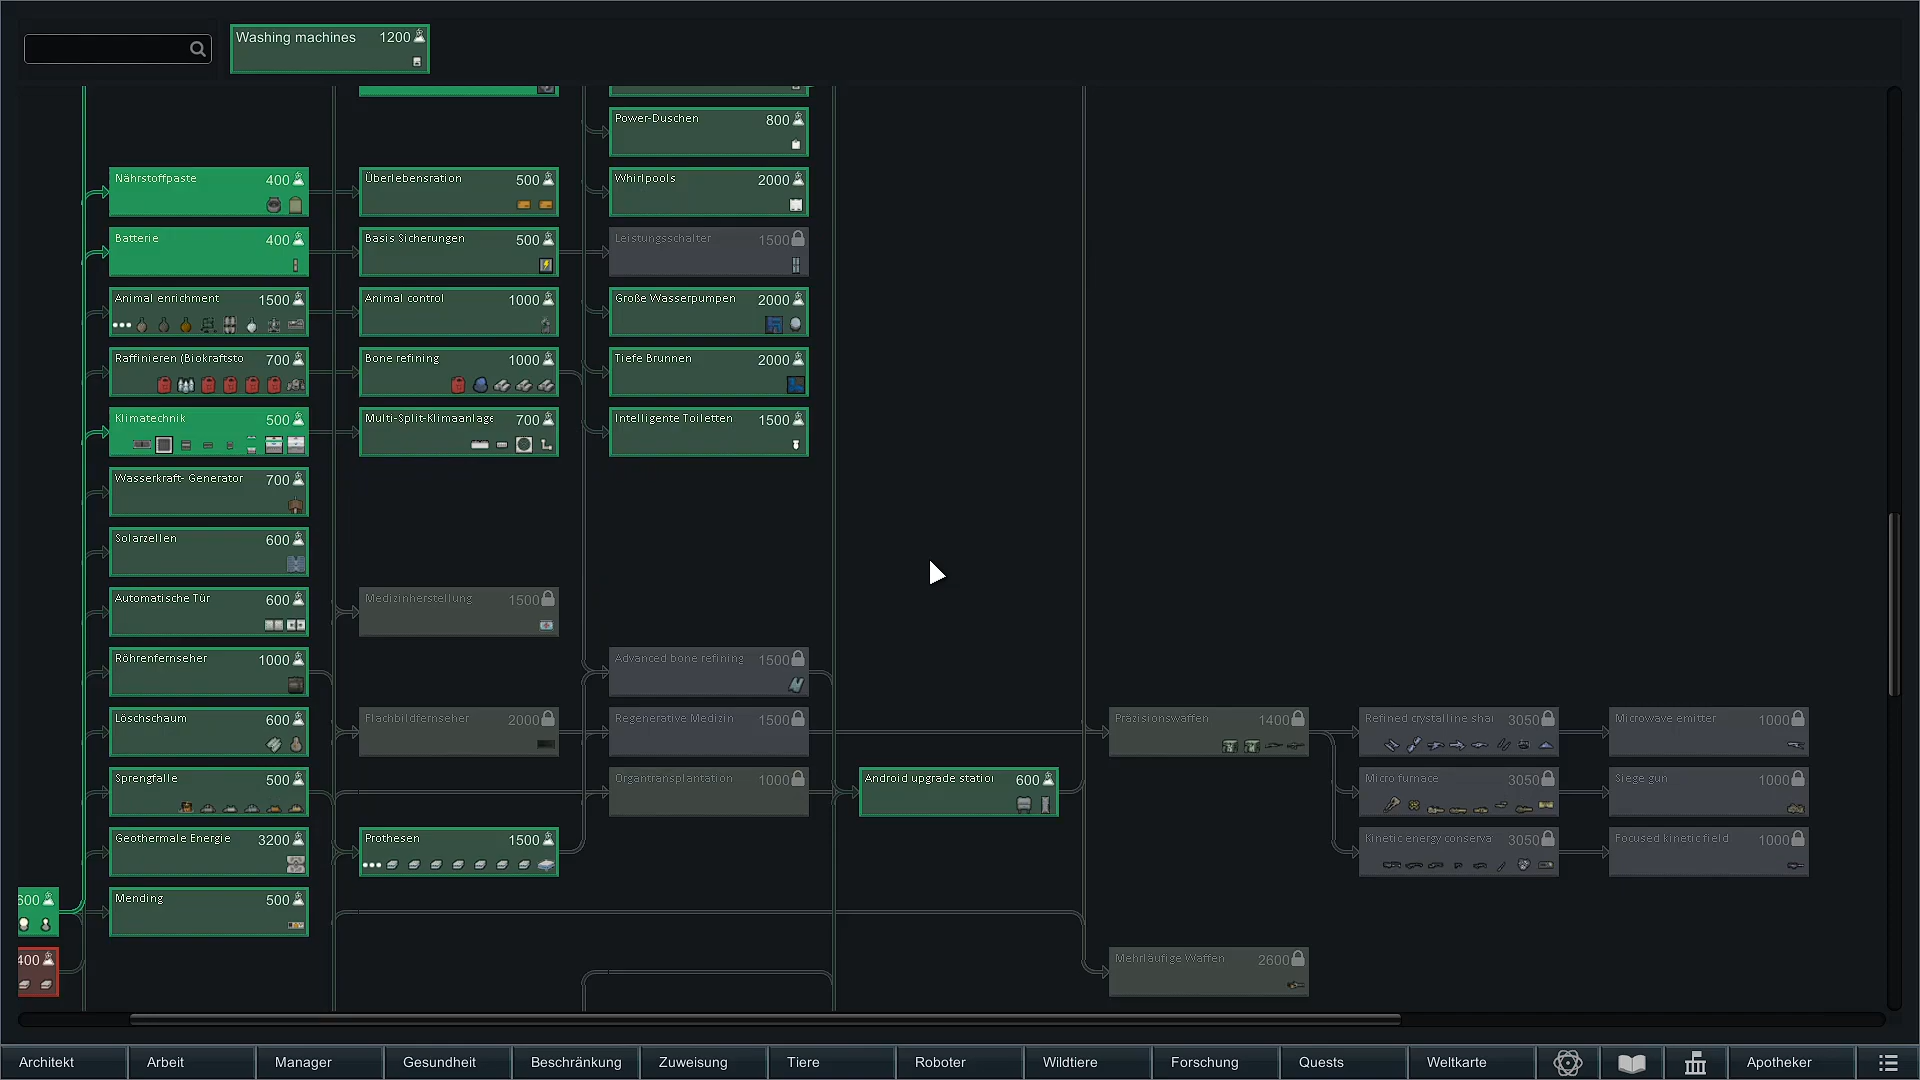 Washing machines 1200
Power-Duschen 800
Nährstoffpaste 400
Überlebensration 500
Whirlpools 2000
Batterie 400
Basis Sicherungen 500
Leistungsschalter 1500
Animal enrichment 1500
Animal control 1000
Große Wasserpumpen 2000
Raffinieren (Biokraftsto 700
Bone refining 1000
Tiefe Brunnen 2000
Klimatechnik 500
Multi-Split-Klimaanlage 700
Intelligente Toiletten 1500
Wasserkraft- Generator 700
Solarzellen 600
Automatische Tür 600
Medizinherstellung 1500
Röhrenfernseher 1000
Advanced bone refining 1500
Löschschaum 600
Flachbildfernseher 2000
Regenerative Medizin 1500
Präzisionswaffen 1400
Refined crystalline shar 3050
Microwave emitter 1000
Sprengfalle 500
Organtransplantation 1000
Android upgrade station 600
Micro furnace 3050
Siege gun 1000
Geothermale Energie 3200
Prothesen 1500
Kinetic energy conserva 3050
Focused kinetic field 1000
600
Mending 500
400
Mehrläufige Waffen 2600
Architekt
Arbeit
Manager
Gesundheit
Beschränkung
Zuweisung
Tiere
Roboter
Wildtiere
Forschung
Quests
Weltkarte
Apotheker